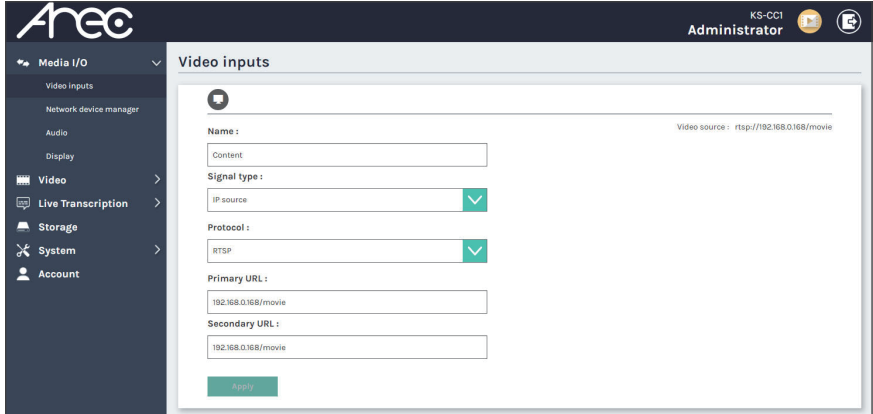 Arec
KS-CC1
Administrator
Media I/O
Video inputs
Network device manager
Audio
Display
Video
Live Transcription
Storage
System
Account
Video inputs
Video source : rtsp://192.168.0.168/movie
Name :
Content
Signal type :
IP source
Protocol :
RTSP
Primary URL :
192.168.0.168/movie
Secondary URL :
192.168.0.168/movie
Apply